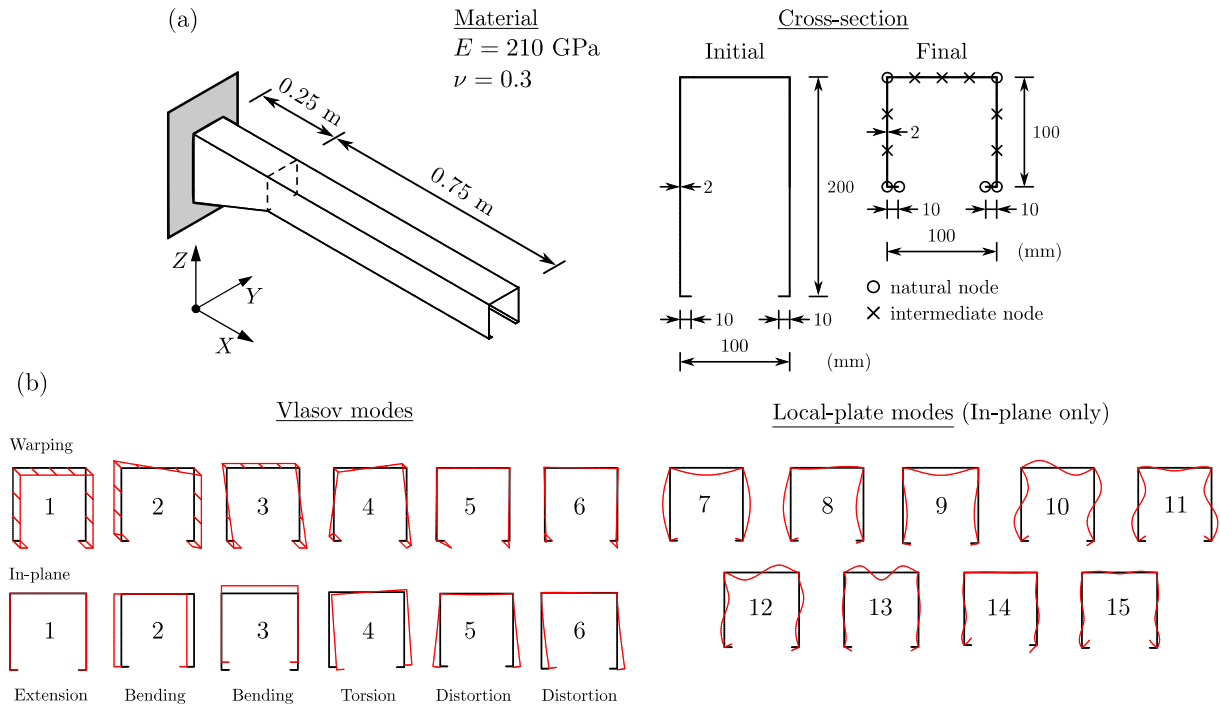 (a)
Material
E = 210 GPa
ν = 0.3
0.25 m
0.75 m
Z
Y
X
Cross-section
Initial
Final
2
200
10
10
100
(mm)
2
100
10
10
100
(mm)
natural node
intermediate node
(b)
Vlasov modes
Warping
1
2
3
4
5
6
In-plane
1
2
3
4
5
6
Extension
Bending
Bending
Torsion
Distortion
Distortion
Local-plate modes (In-plane only)
7
8
9
10
11
12
13
14
15